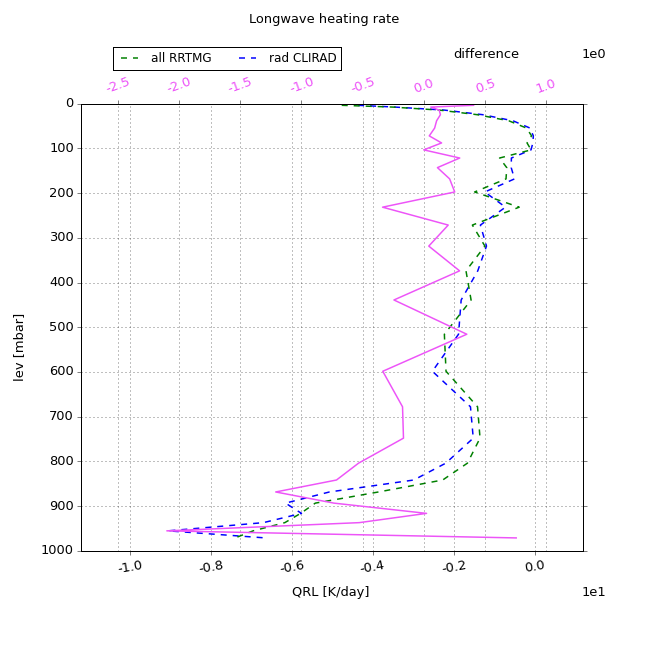 Longwave heating rate
all RRTMG rad CLIRAD difference 1e0
-2.5 -2.0 -1.5 -1.0 -0.5 0.0 0.5 1.0
0
100
200
300
400
500
600
700
800
900
1000
lev [mbar]
-1.0 -0.8 -0.6 -0.4 -0.2 0.0
QRL [K/day] 1e1